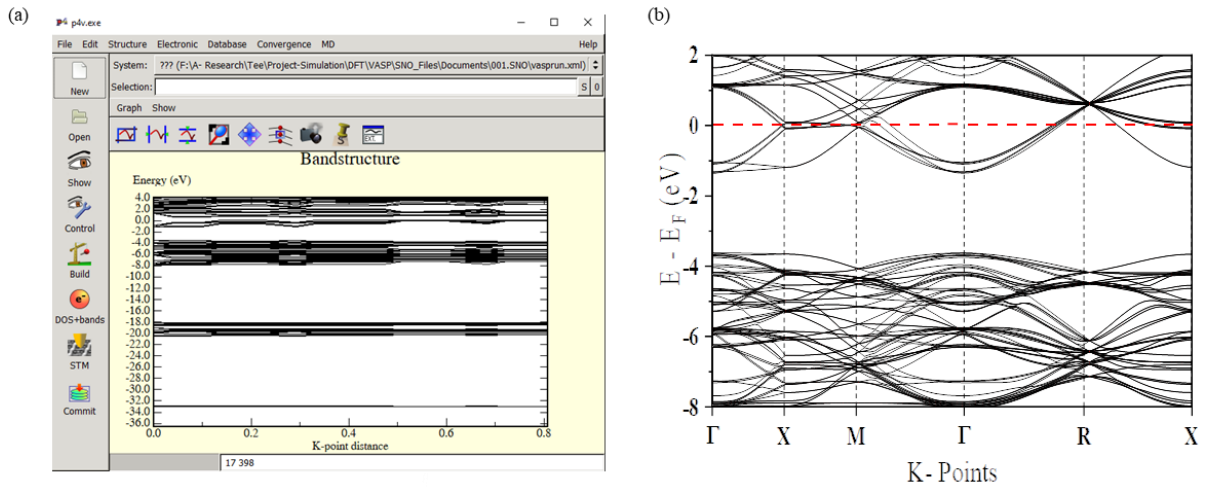 (a)
p4v.exe
File Edit Structure Electronic Database Convergence MD Help
System: ??? (F:\A- Research\Tee\Project-Simulation\DFT\VASP\SNO_Files\Documents\001.SNO\vasprun.xml)
Selection: S 0
Graph Show
New
Open
Show
Control
Build
e-
DOS+bands
STM
Commit
EXT.
Bandstructure
Energy (eV)
4.0
2.0
0.0
-2.0
-4.0
-6.0
-8.0
-10.0
-12.0
-14.0
-16.0
-18.0
-20.0
-22.0
-24.0
-26.0
-28.0
-30.0
-32.0
-34.0
-36.0
0.0 0.2 0.4 0.6 0.8
K-point distance
17 398
(b)
E - EF (eV)
2
0
-2
-4
-6
-8
Γ X M Γ R X
K- Points